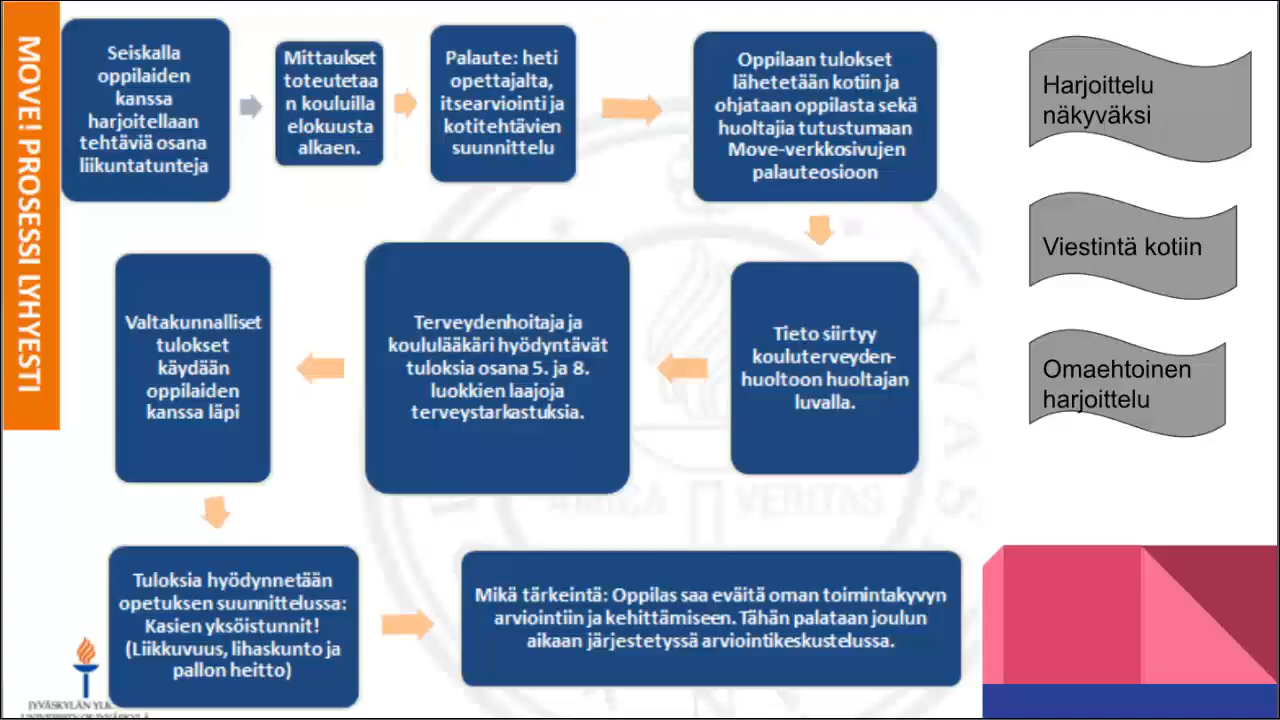 MOVE! PROSESSI LYHYESTI
Seiskalla
oppilaiden
kanssa
harjoitellaan
tehtäviä osana
liikuntatunteja
Mittaukset
toteutetaa
n kouluilla
elokuusta
alkaen.
Palaute: heti
opettajalta,
itsearviointi ja
kotitehtävien
suunnittelu
Oppilaan tulokset
lähetetään kotiin ja
ohjataan oppilasta sekä
huoltajia tutustumaan
Move-verkkosivujen
palauteosioon
Tieto siirtyy
kouluterveyden-
huoltoon huoltajan
luvalla.
Terveydenhoitaja ja
koululääkäri hyödyntävät
tuloksia osana 5. ja 8.
luokkien laajoja
terveystarkastuksia.
Valtakunnalliset
tulokset
käydään
oppilaiden
kanssa läpi
Tuloksia hyödynnetään
opetuksen suunnittelussa:
Kasien yksöistunnit!
(Liikkuvuus, lihaskunto ja
pallon heitto)
Mikä tärkeintä: Oppilas saa eväitä oman toimintakyvyn
arviointiin ja kehittämiseen. Tähän palataan joulun
aikaan järjestetyssä arviointikeskustelussa.
Harjoittelu
näkyväksi
Viestintä kotiin
Omaehtoinen
harjoittelu
VERITAS